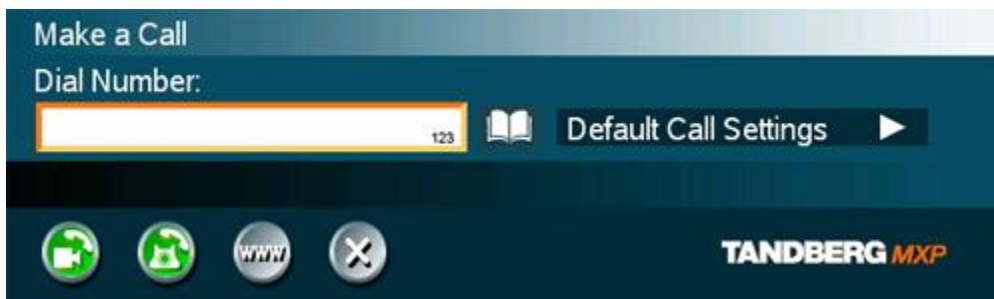 Make a Call
Dial Number:
123
Default Call Settings
www
TANDBERG MXP